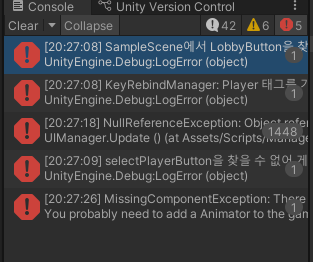 Console
Unity Version Control
Clear
Collapse
42
6
5
[20:27:08] SampleScene에서 LobbyButton을 찾
UnityEngine.Debug:LogError (object)
1
[20:27:08] KeyRebindManager: Player 태그를
UnityEngine.Debug:LogError (object)
1
[20:27:18] NullReferenceException: Object refe
UIManager.Update () (at Assets/Scripts/Manage
1448
[20:27:09] selectPlayerButton을 찾을 수 없어 게
UnityEngine.Debug:LogError (object)
1
[20:27:26] MissingComponentException: There
You probably need to add a Animator to the gam
1